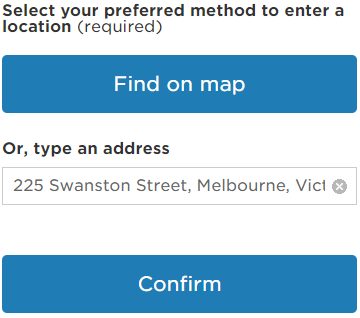 Select your preferred method to enter a
location (required)
Find on map
Or, type an address
225 Swanston Street, Melbourne, Vict
Confirm